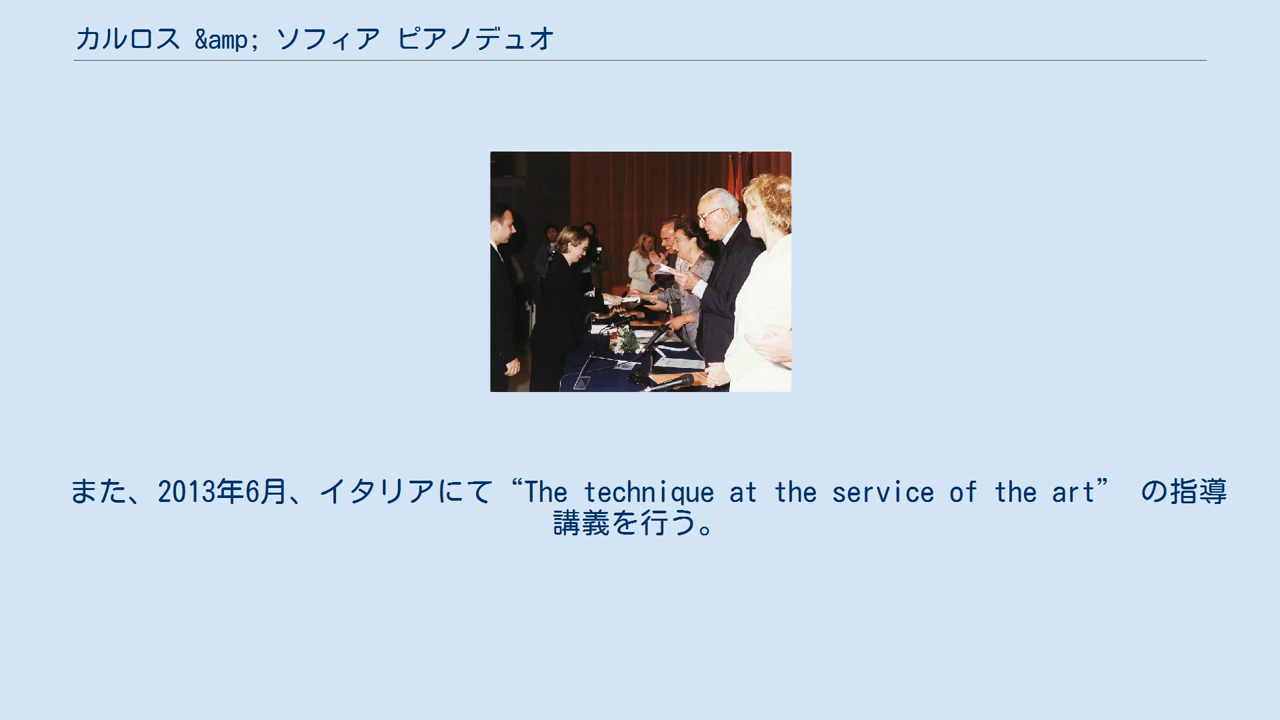 カルロス &amp; ソフィア ピアノデュオ
また、2013年6月、イタリアにて“The technique at the service of the art” の指導
講義を行う。